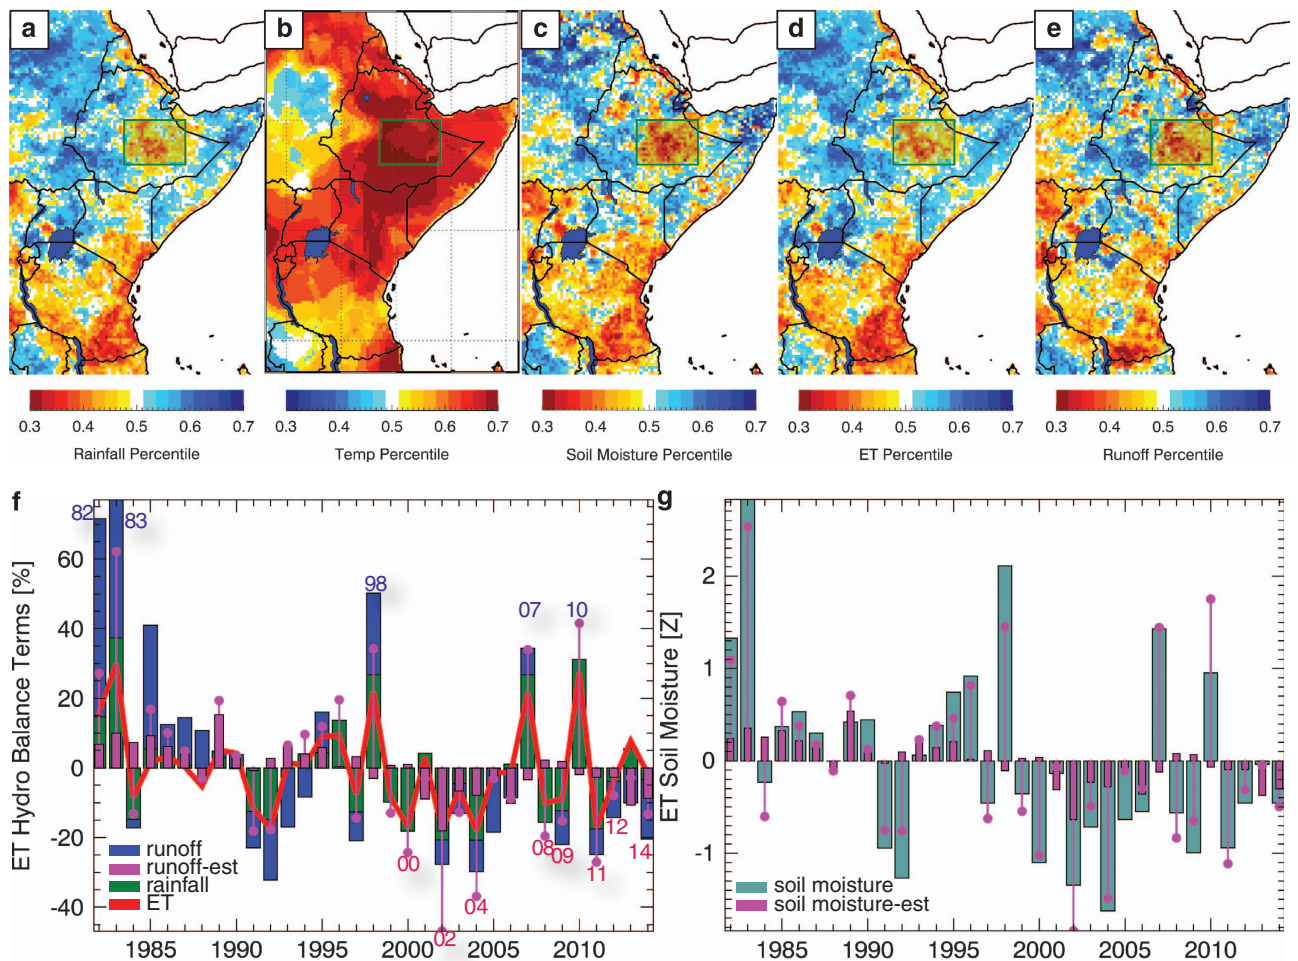 a b c d e
0.3 0.4 0.5 0.6 0.7 0.3 0.4 0.5 0.6 0.7 0.3 0.4 0.5 0.6 0.7 0.3 0.4 0.5 0.6 0.7 0.3 0.4 0.5 0.6 0.7
Rainfall Percentile Temp Percentile Soil Moisture Percentile ET Percentile Runoff Percentile
f
ET Hydro Balance Terms [%]
60
40
20
0
-20
-40
82
83
98
07
10
00
02
04
08
09
11
12
14
runoff
runoff-est
rainfall
ET
1985 1990 1995 2000 2005 2010
g
ET Soil Moisture [Z]
2
1
0
-1
soil moisture
soil moisture-est
1985 1990 1995 2000 2005 2010